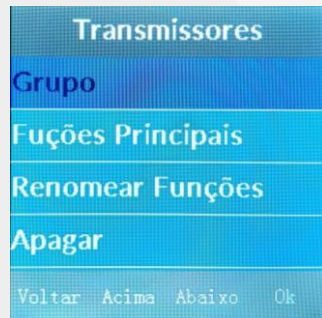 Transmissores
Grupo
Fuções Principais
Renomear Funções
Apagar
Voltar Acima Abaixo Ok